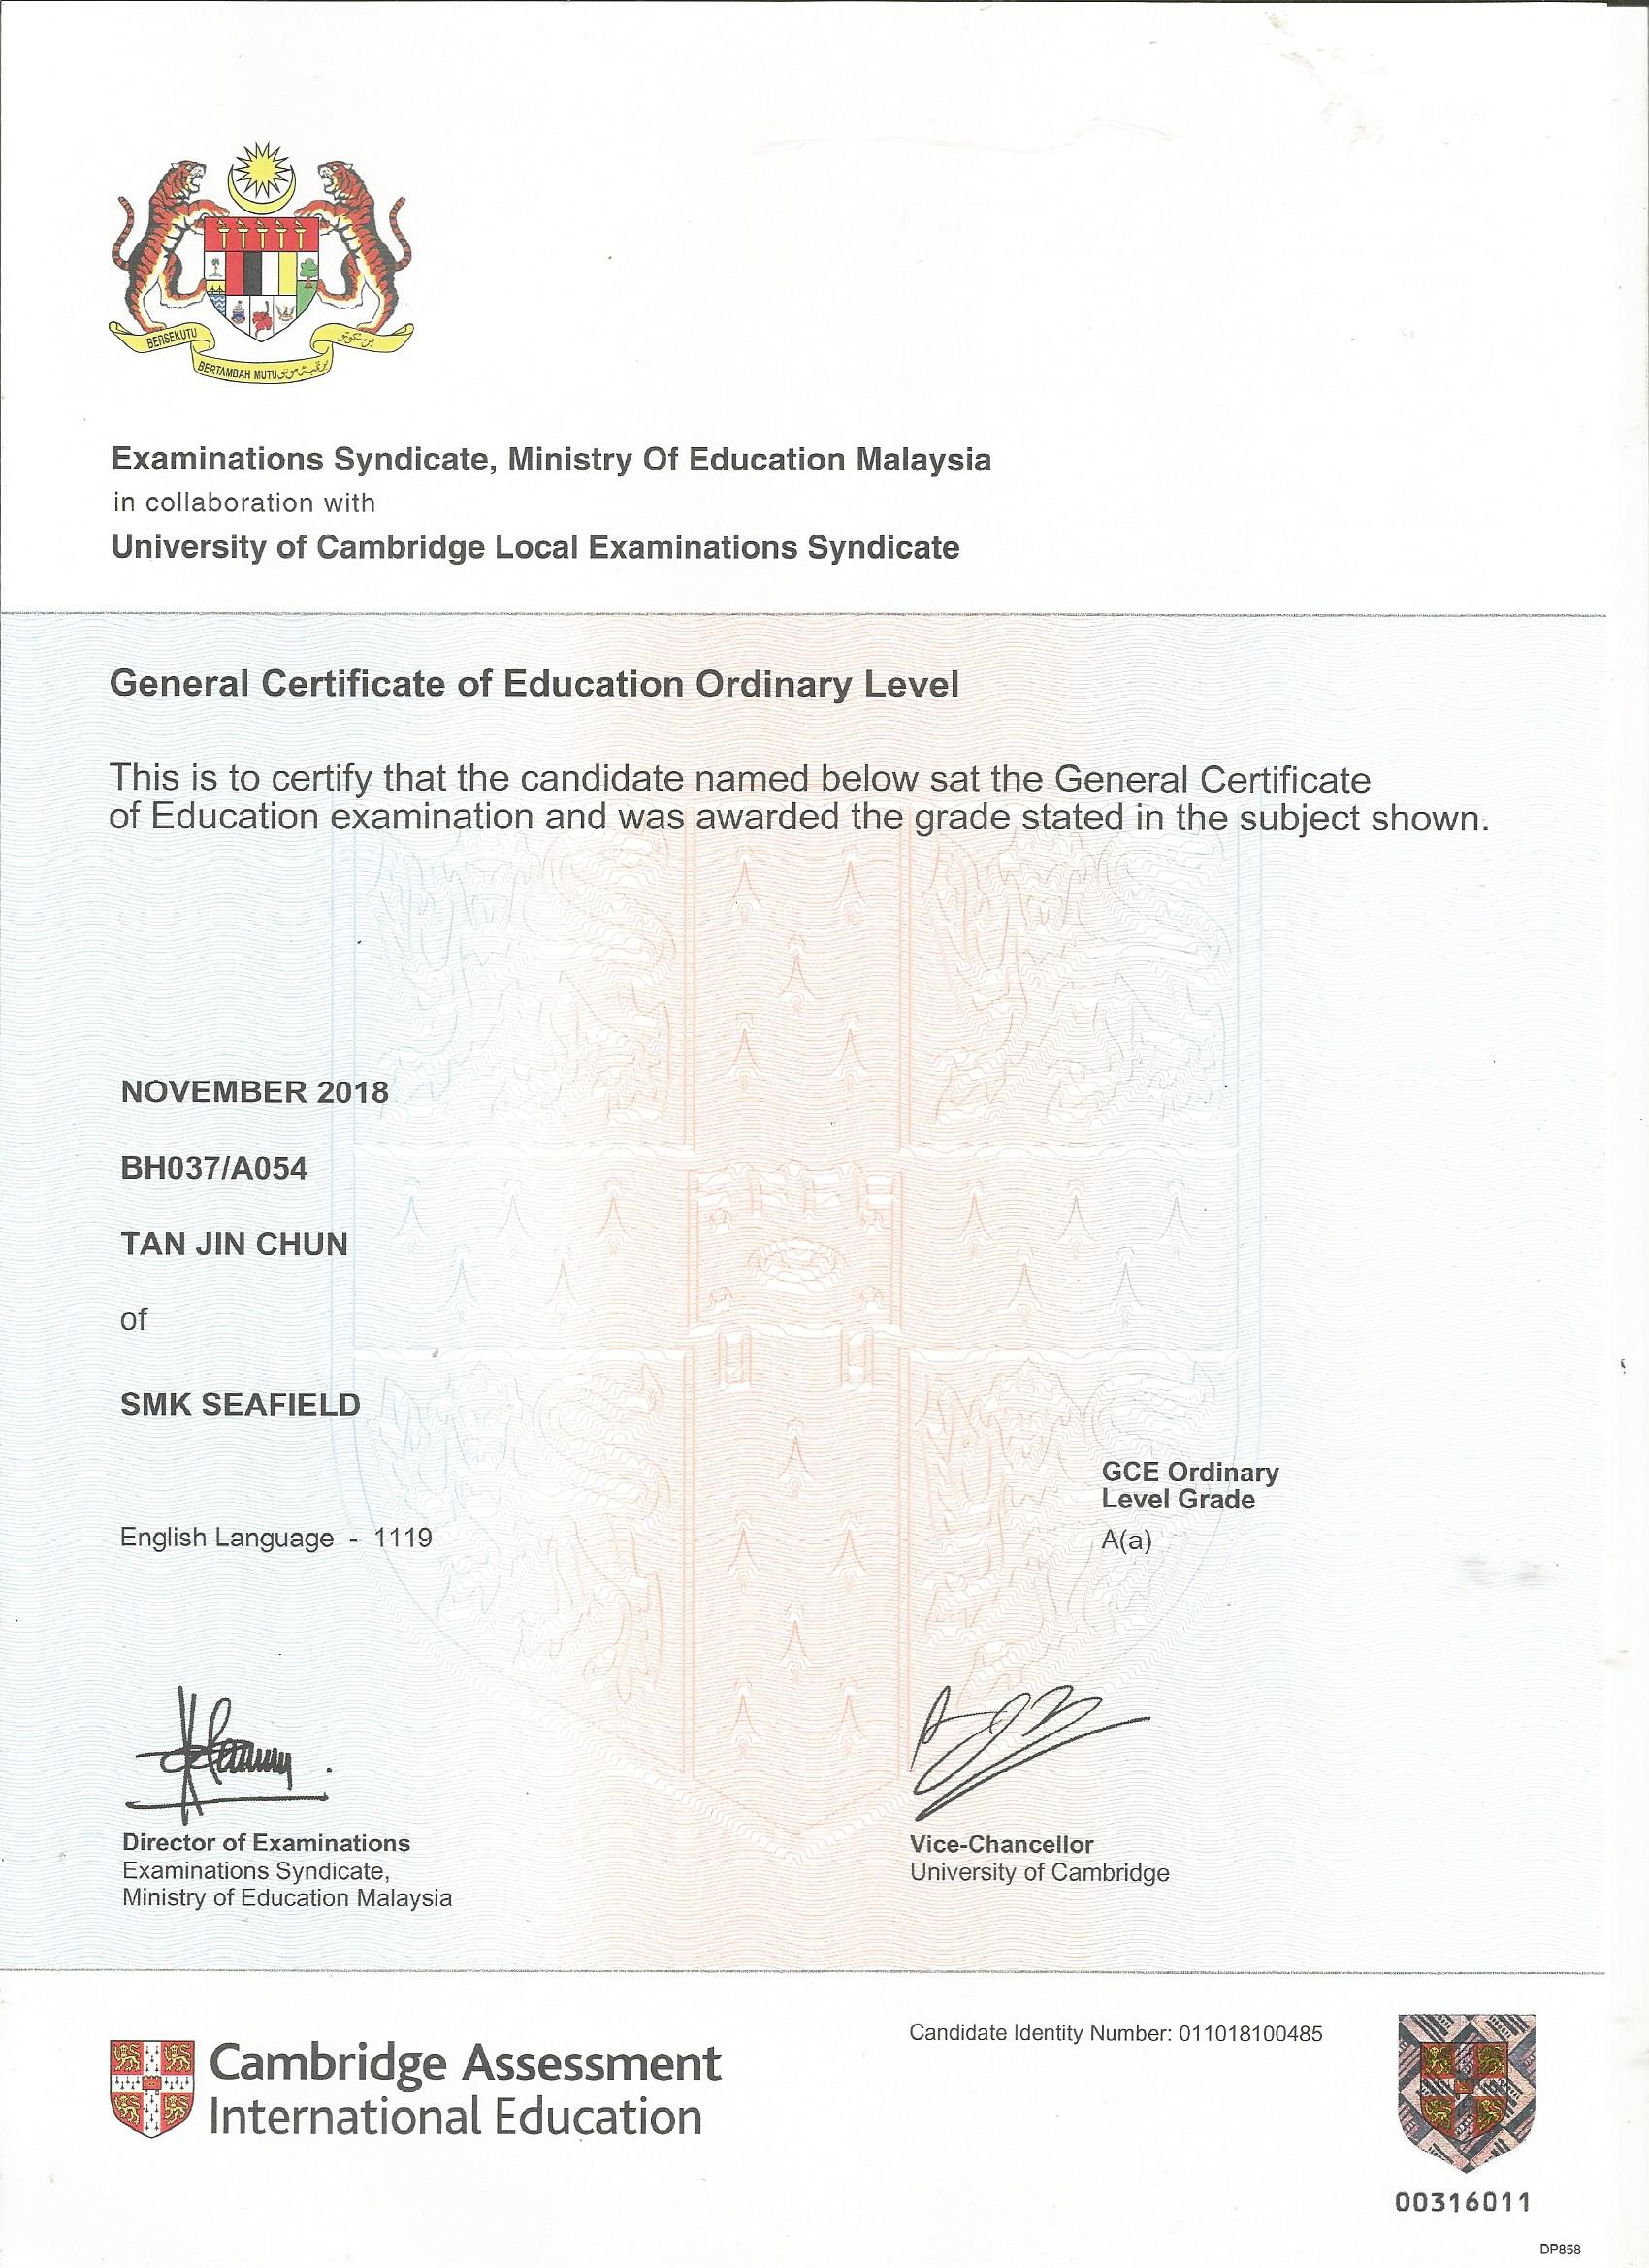 BERSEKUTU
BERTAMBAH MUTU
Examinations Syndicate, Ministry Of Education Malaysia
in collaboration with
University of Cambridge Local Examinations Syndicate
General Certificate of Education Ordinary Level
This is to certify that the candidate named below sat the General Certificate
of Education examination and was awarded the grade stated in the subject shown.
NOVEMBER 2018
BH037/A054
TAN JIN CHUN
of
SMK SEAFIELD
GCE Ordinary
Level Grade
English Language - 1119
A(a)
Director of Examinations
Examinations Syndicate,
Ministry of Education Malaysia
Vice-Chancellor
University of Cambridge
Candidate Identity Number: 011018100485
Cambridge Assessment
International Education
00316011
DP858